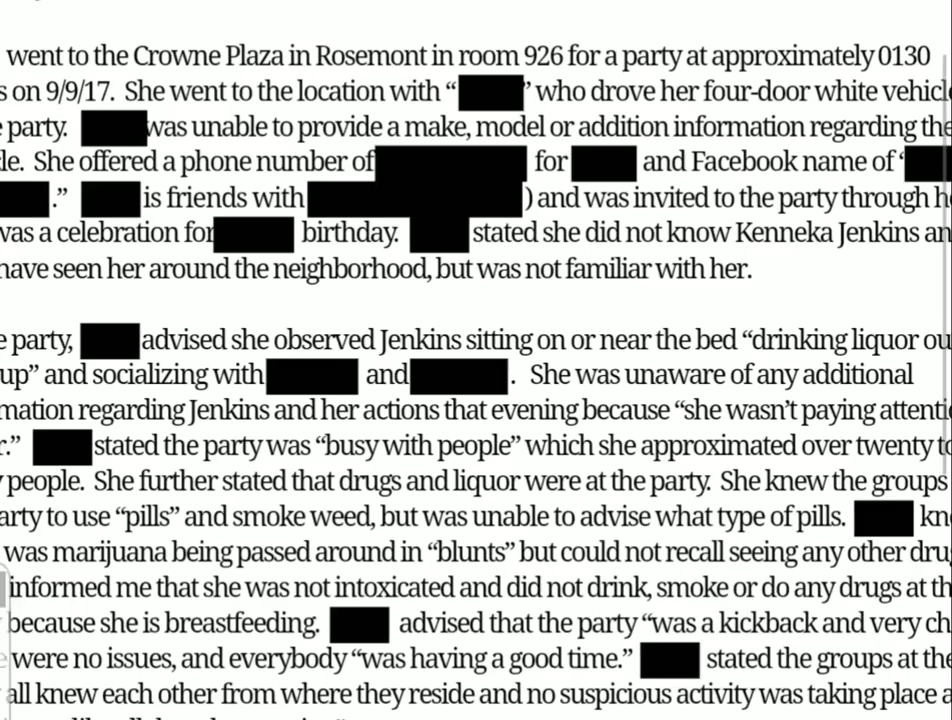 went to the Crowne Plaza in Rosemont in room 926 for a party at approximately 0130
s on 9/9/17. She went to the location with “ ” who drove her four-door white vehicle
e party. was unable to provide a make, model or addition information regarding the
le. She offered a phone number of for and Facebook name of ‘
.” is friends with ) and was invited to the party through h
was a celebration for birthday. stated she did not know Kenneka Jenkins an
have seen her around the neighborhood, but was not familiar with her.
e party, advised she observed Jenkins sitting on or near the bed “drinking liquor ou
up” and socializing with and . She was unaware of any additional
mation regarding Jenkins and her actions that evening because “she wasn’t paying attenti
r.” stated the party was “busy with people” which she approximated over twenty to
y people. She further stated that drugs and liquor were at the party. She knew the groups
arty to use “pills” and smoke weed, but was unable to advise what type of pills. kn
was marijuana being passed around in “blunts” but could not recall seeing any other dru
informed me that she was not intoxicated and did not drink, smoke or do any drugs at th
because she is breastfeeding. advised that the party “was a kickback and very ch
e were no issues, and everybody “was having a good time.” stated the groups at the
all knew each other from where they reside and no suspicious activity was taking place a